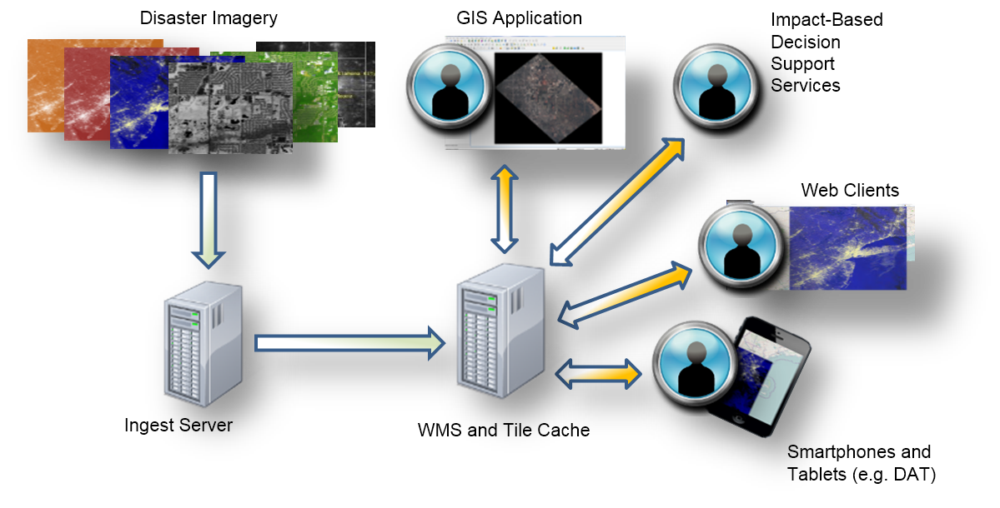 Disaster Imagery
GIS Application
Impact-Based
Decision
Support
Services
Web Clients
Ingest Server
WMS and Tile Cache
Smartphones and
Tablets (e.g. DAT)